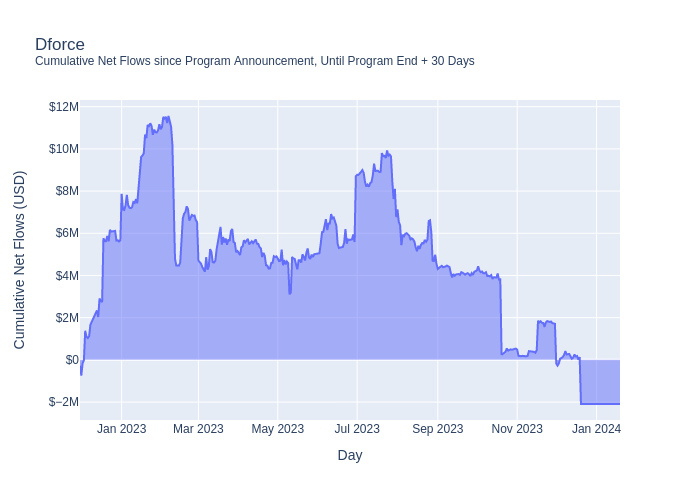 Dforce
Cumulative Net Flows since Program Announcement, Until Program End + 30 Days
$12M
$10M
$8M
$6M
$4M
$2M
$0
$−2M
Cumulative Net Flows (USD)
Jan 2023
Mar 2023
May 2023
Jul 2023
Sep 2023
Nov 2023
Jan 2024
Day